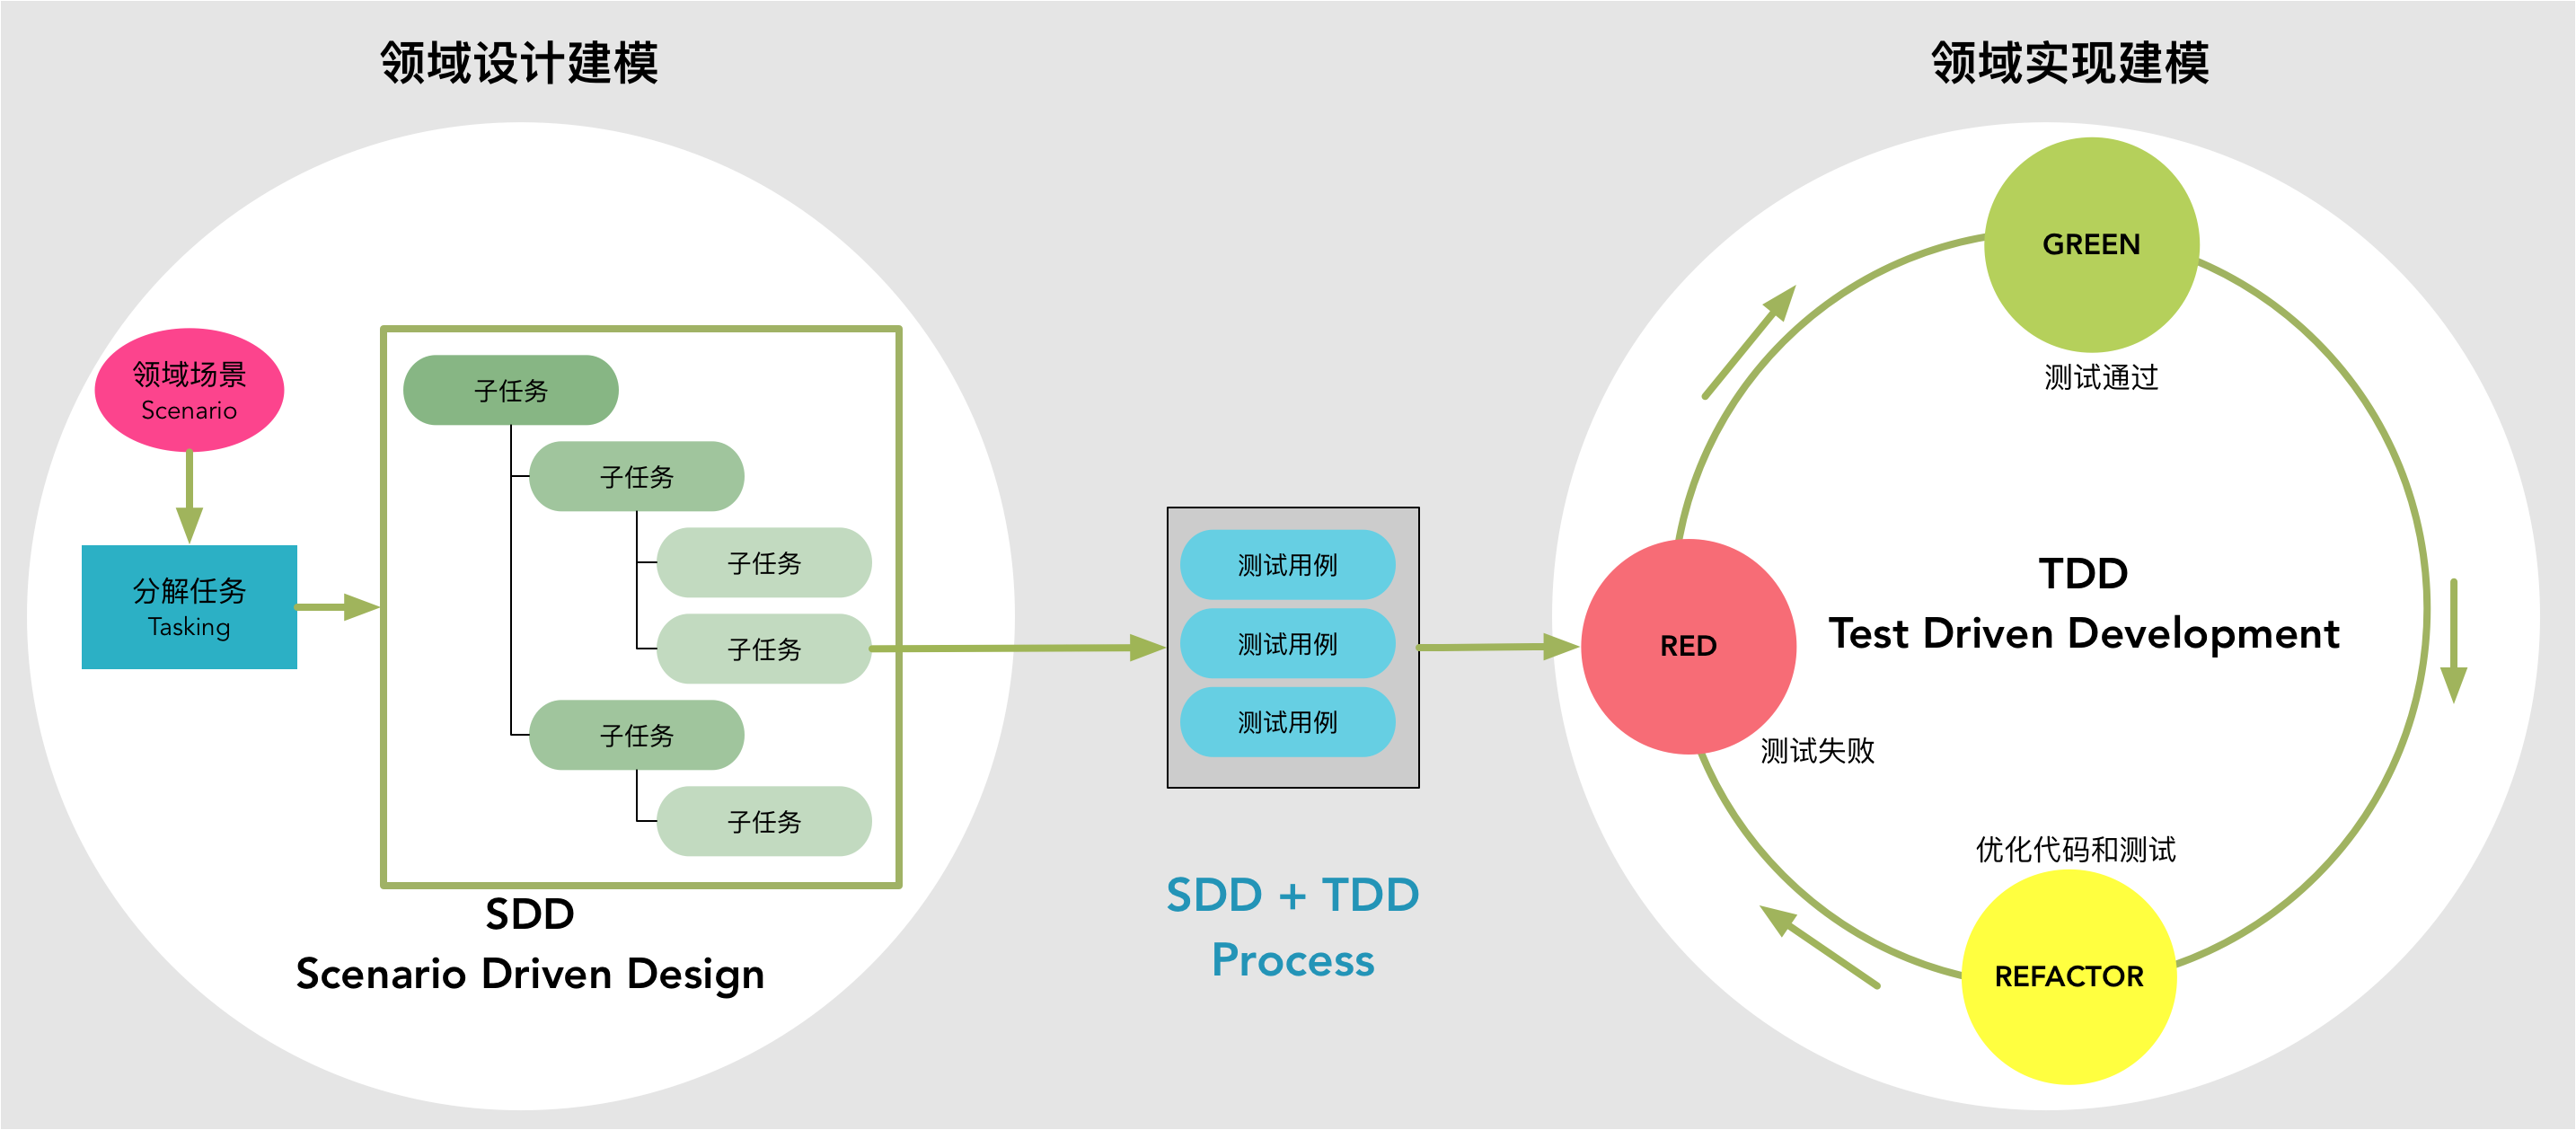 领域设计建模
领域场景
Scenario
分解任务
Tasking
子任务
子任务
子任务
子任务
子任务
子任务
SDD
Scenario Driven Design
测试用例
测试用例
测试用例
SDD + TDD
Process
领域实现建模
GREEN
测试通过
TDD
Test Driven Development
RED
测试失败
优化代码和测试
REFACTOR